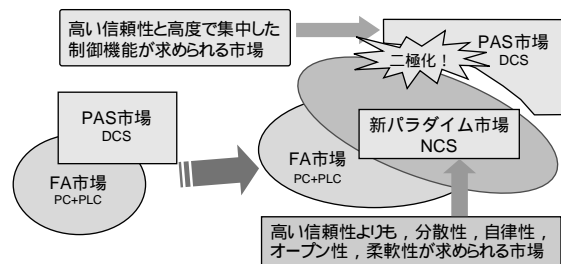 高い信頼性と高度で集中した
制御機能が求められる市場
PAS市場
DCS
二極化！
PAS市場
DCS
新パラダイム市場
NCS
FA市場
PC+PLC
FA市場
PC+PLC
高い信頼性よりも，分散性，自律性，
オープン性，柔軟性が求められる市場